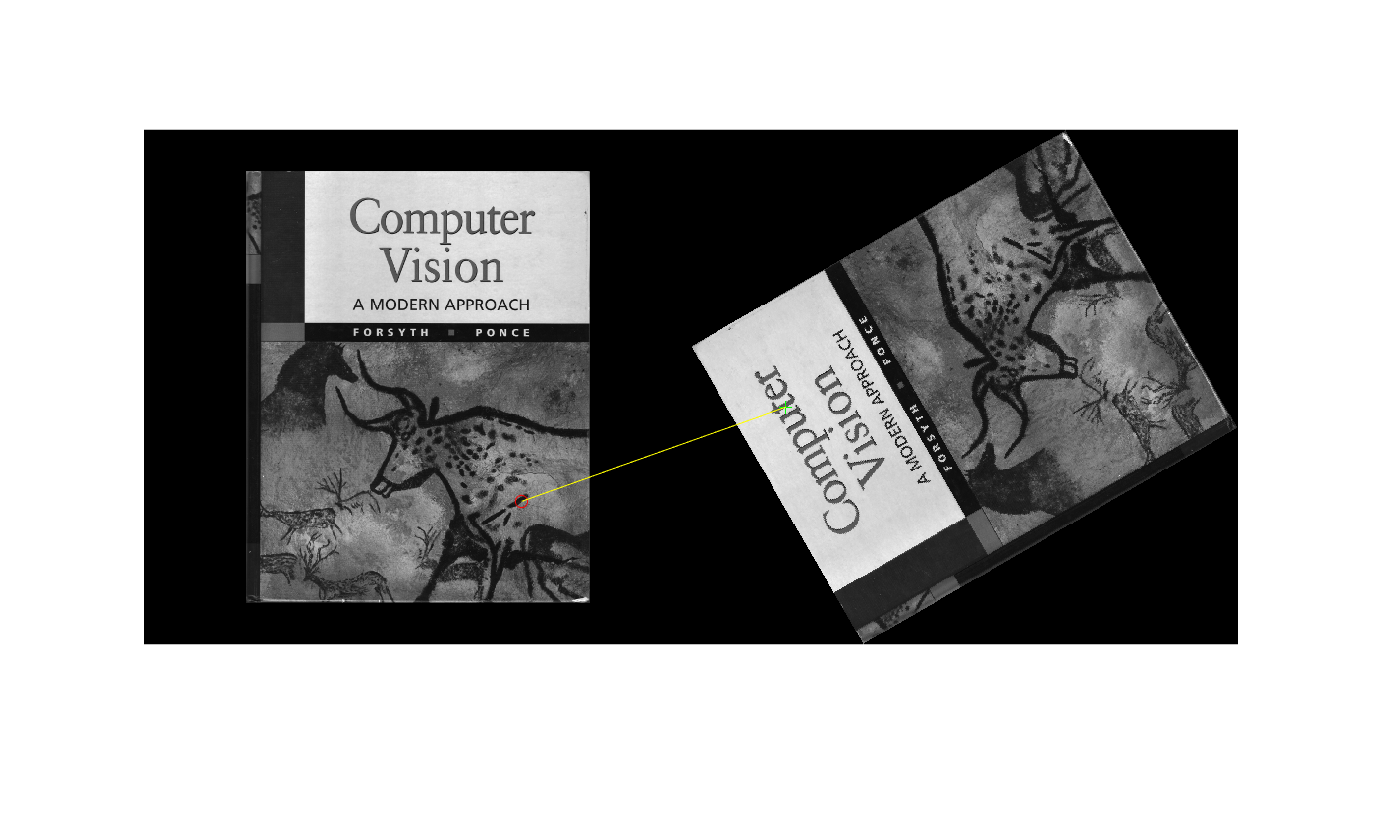 Computer
Vision
A MODERN APPROACH
FORSYTH PONCE
Computer
Vision
A MODERN APPROACH
FORSYTH PONCE